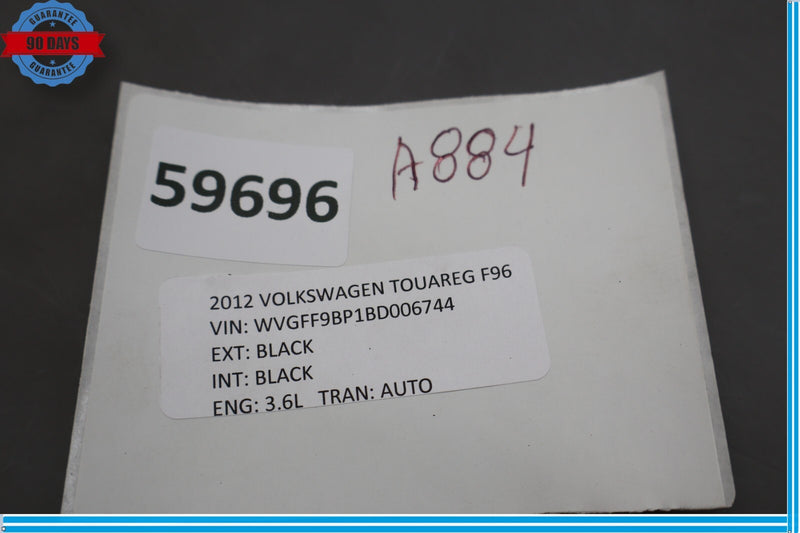 GUARANTEE
90 DAYS
GUARANTEE
A884
59696
2012 VOLKSWAGEN TOUAREG F96
VIN: WVGFF9BP1BD006744
EXT: BLACK
INT: BLACK
ENG: 3.6L TRAN: AUTO